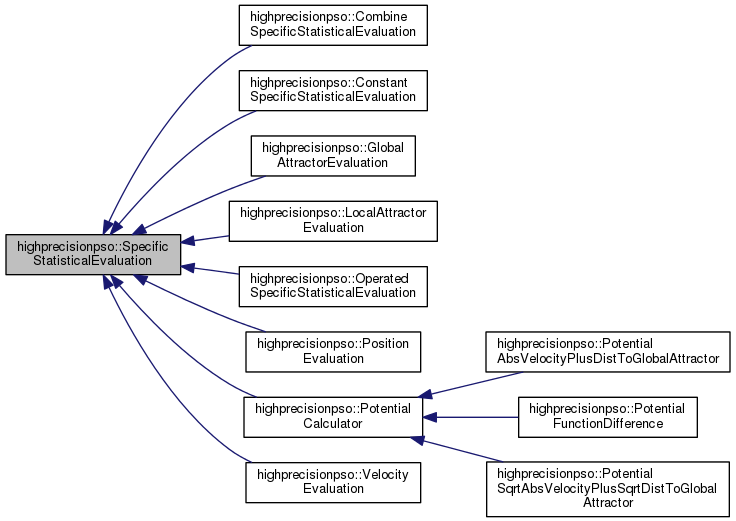 highprecisionpso::Combine
SpecificStatisticalEvaluation
highprecisionpso::Constant
SpecificStatisticalEvaluation
highprecisionpso::Global
AttractorEvaluation
highprecisionpso::LocalAttractor
Evaluation
highprecisionpso::Specific
StatisticalEvaluation
highprecisionpso::Operated
SpecificStatisticalEvaluation
highprecisionpso::Position
Evaluation
highprecisionpso::Potential
AbsVelocityPlusDistToGlobalAttractor
highprecisionpso::Potential
Calculator
highprecisionpso::Potential
FunctionDifference
highprecisionpso::Velocity
Evaluation
highprecisionpso::Potential
SqrtAbsVelocityPlusSqrtDistToGlobal
Attractor